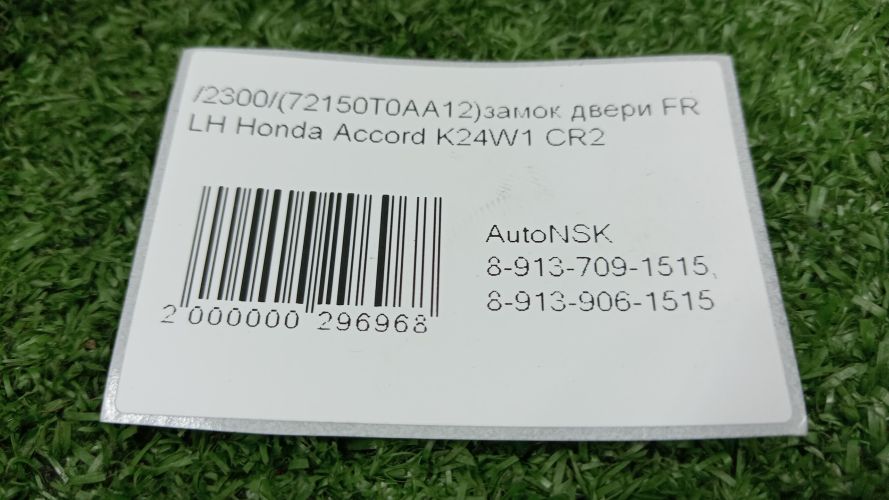 /2300/(72150T0AA12)замок двери FR
LH Honda Accord K24W1 CR2
AutoNSK
8-913-709-1515,
8-913-906-1515
2 000000 296968